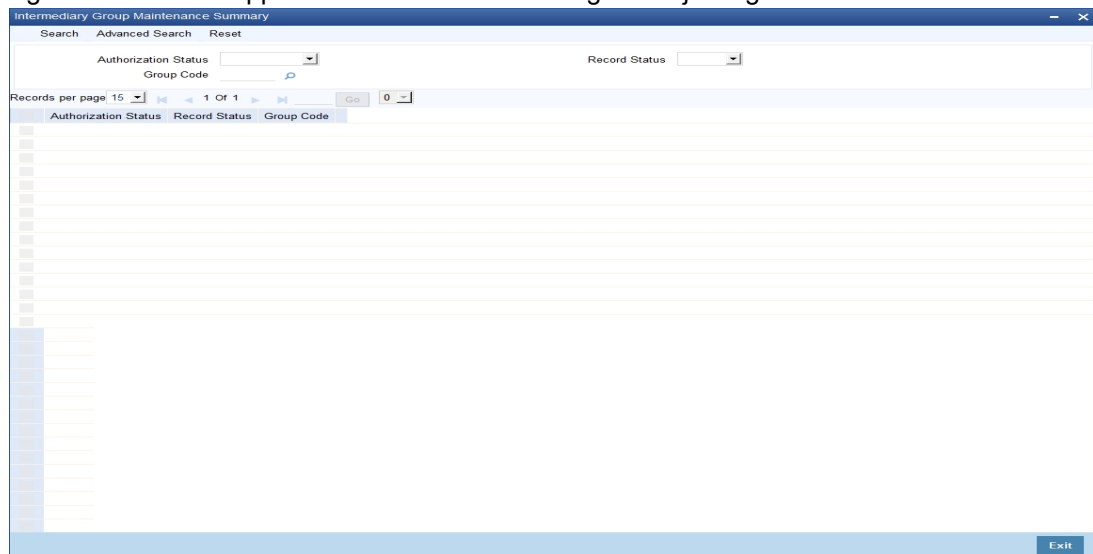 Intermediary Group Maintenance Summary
Search Advanced Search Reset
Authorization Status Record Status
Group Code
Records per page 15 1 Of 1 Go 0
Authorization Status Record Status Group Code
Exit